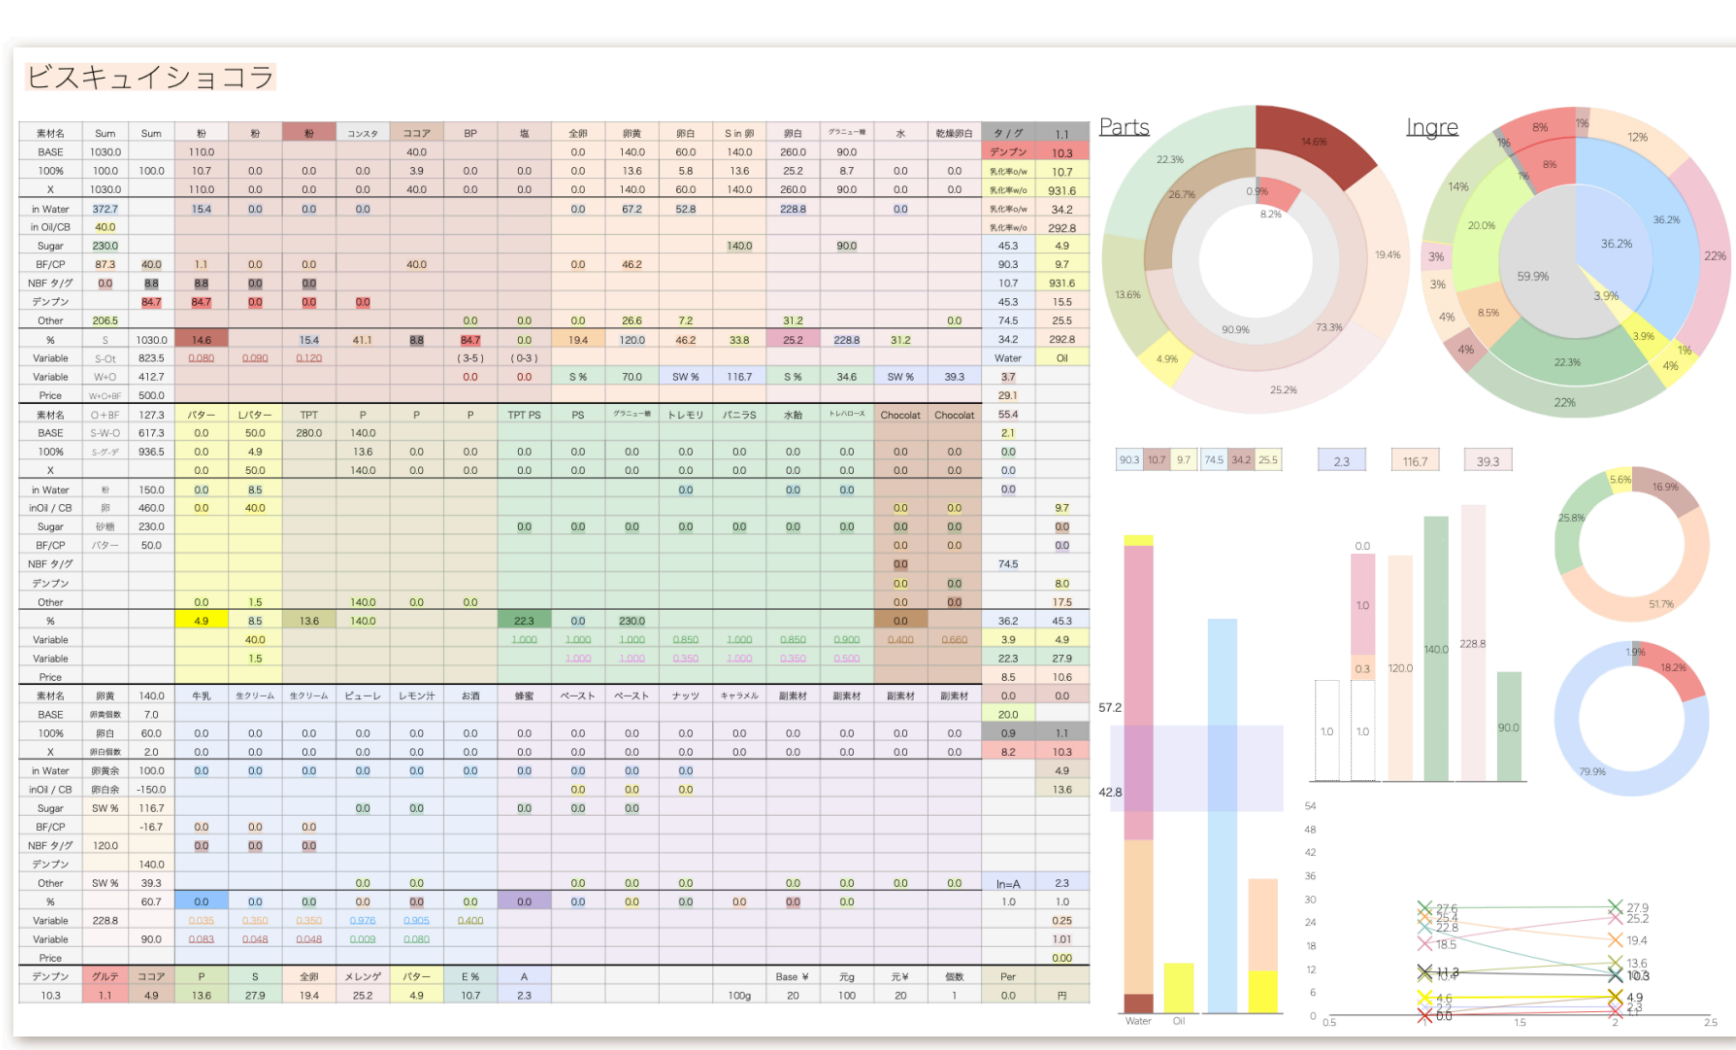 ビスキュイショコラ
素材名 Sum Sum 粉 粉 粉 コンスタ ココア BP 塩 全卵 卵黄 卵白 S in 卵 卵白 グラニュー糖 水 乾燥卵白 タ / グ 1.1
BASE 1030.0 110.0 40.0 0.0 140.0 60.0 140.0 260.0 90.0 デンプン 10.3
100% 100.0 100.0 10.7 0.0 0.0 0.0 3.9 0.0 0.0 0.0 13.6 5.8 13.6 25.2 8.7 0.0 0.0 乳化率o/w 10.7
X 1030.0 110.0 0.0 0.0 0.0 40.0 0.0 0.0 0.0 140.0 60.0 140.0 260.0 90.0 0.0 0.0 乳化率w/o 931.6
in Water 372.7 15.4 0.0 0.0 0.0 0.0 67.2 52.8 228.8 0.0 乳化率o/w 34.2
in Oil/CB 40.0 乳化率w/o 292.8
Sugar 230.0 140.0 90.0 45.3 4.9
BF/CP 87.3 40.0 1.1 0.0 0.0 40.0 0.0 46.2 90.3 9.7
NBF タ/グ 0.0 8.8 8.8 0.0 0.0 10.7 931.6
デンプン 84.7 84.7 0.0 0.0 0.0 45.3 15.5
Other 206.5 0.0 0.0 0.0 26.6 7.2 31.2 0.0 74.5 25.5
% S 1030.0 14.6 15.4 41.1 8.8 84.7 0.0 19.4 120.0 46.2 33.8 25.2 228.8 31.2 34.2 292.8
Variable S-Ot 823.5 0.080 0.090 0.120 ( 3-5 ) ( 0-3 ) Water Oil
Variable W+O 412.7 0.0 0.0 S % 70.0 SW % 116.7 S % 34.6 SW % 39.3 3.7
Price W+O+BF 500.0 29.1
素材名 O+BF 127.3 バター Lバター TPT P P P TPT PS PS グラニュー糖 トレモリ バニラS 水飴 トレハロース Chocolat Chocolat 55.4
BASE S-W-O 617.3 0.0 50.0 280.0 140.0 2.1
100% S-グ-デ 936.5 0.0 4.9 13.6 0.0 0.0 0.0 0.0 0.0 0.0 0.0 0.0 0.0 0.0 0.0 0.0
X 0.0 50.0 140.0 0.0 0.0 0.0 0.0 0.0 0.0 0.0 0.0 0.0 0.0 0.0 0.0
in Water 粉 150.0 0.0 8.5 0.0 0.0 0.0 0.0
inOil / CB 卵 460.0 0.0 40.0 0.0 0.0 9.7
Sugar 砂糖 230.0 0.0 0.0 0.0 0.0 0.0 0.0 0.0 0.0 0.0 0.0
BF/CP バター 50.0 0.0 0.0 0.0
NBF タ/グ 0.0 74.5
デンプン 0.0 0.0 8.0
Other 0.0 1.5 140.0 0.0 0.0 0.0 0.0 17.5
% 4.9 8.5 13.6 140.0 22.3 0.0 230.0 0.0 36.2 45.3
Variable 40.0 1.000 1.000 1.000 0.850 1.000 0.850 0.900 0.400 0.660 3.9 4.9
Variable 1.5 1.000 1.000 0.350 1.000 0.350 0.500 22.3 27.9
Price 8.5 10.6
素材名 卵黄 140.0 牛乳 生クリーム 生クリーム ピューレ レモン汁 お酒 蜂蜜 ペースト ペースト ナッツ キャラメル 副素材 副素材 副素材 副素材 0.0 0.0
BASE 卵黄個数 7.0 20.0
100% 卵白 60.0 0.0 0.0 0.0 0.0 0.0 0.0 0.0 0.0 0.0 0.0 0.0 0.0 0.0 0.0 0.0 0.9 1.1
X 卵白個数 2.0 0.0 0.0 0.0 0.0 0.0 0.0 0.0 0.0 0.0 0.0 0.0 0.0 0.0 0.0 0.0 8.2 10.3
in Water 卵黄余 100.0 0.0 0.0 0.0 0.0 0.0 0.0 0.0 0.0 0.0 0.0 4.9
inOil / CB 卵白余 -150.0 0.0 0.0 0.0 13.6
Sugar SW % 116.7 0.0 0.0 0.0 0.0 0.0
BF/CP -16.7 0.0 0.0 0.0
NBF タ/グ 120.0 0.0 0.0 0.0
デンプン 140.0
Other SW % 39.3 0.0 0.0 0.0 0.0 0.0 0.0 0.0 0.0 0.0 In=A 2.3
% 60.7 0.0 0.0 0.0 0.0 0.0 0.0 0.0 0.0 0.0 0.0 0.0 0.0 0.0 1.0 1.0
Variable 228.8 0.035 0.350 0.350 0.976 0.905 0.400 0.25
Variable 90.0 0.083 0.048 0.048 0.009 0.080 1.01
Price 0.00
デンプン グルテ ココア P S 全卵 メレンゲ バター E % A Base ¥ 元g 元¥ 個数 Per
10.3 1.1 4.9 13.6 27.9 19.4 25.2 4.9 10.7 2.3 100g 20 100 20 1 0.0 円
Parts
14.6%
22.3%
26.7%
0.9%
8.2%
19.4%
13.6%
90.9%
73.3%
4.9%
25.2%
Ingre
1%
8%
12%
1%
8%
1%
14%
20.0%
36.2%
36.2%
22%
3%
59.9%
3%
3.9%
8.5%
4%
3.9%
1%
4%
22.3%
4%
22%
90.3 10.7 9.7 74.5 34.2 25.5 2.3 116.7 39.3
57.2
42.8
Water Oil
0.0
1.0
0.3
1.0
1.0
120.0
140.0
228.8
90.0
5.6%
16.9%
25.8%
51.7%
1.9%
18.2%
79.9%
54
48
42
36
30
24
18
12
6
0
27.6
25.4
22.8
18.5
11.3
4.6
2.2
0.0
27.9
25.2
19.4
13.6
10.3
4.9
2.3
1.1
0.5 1 1.5 2 2.5